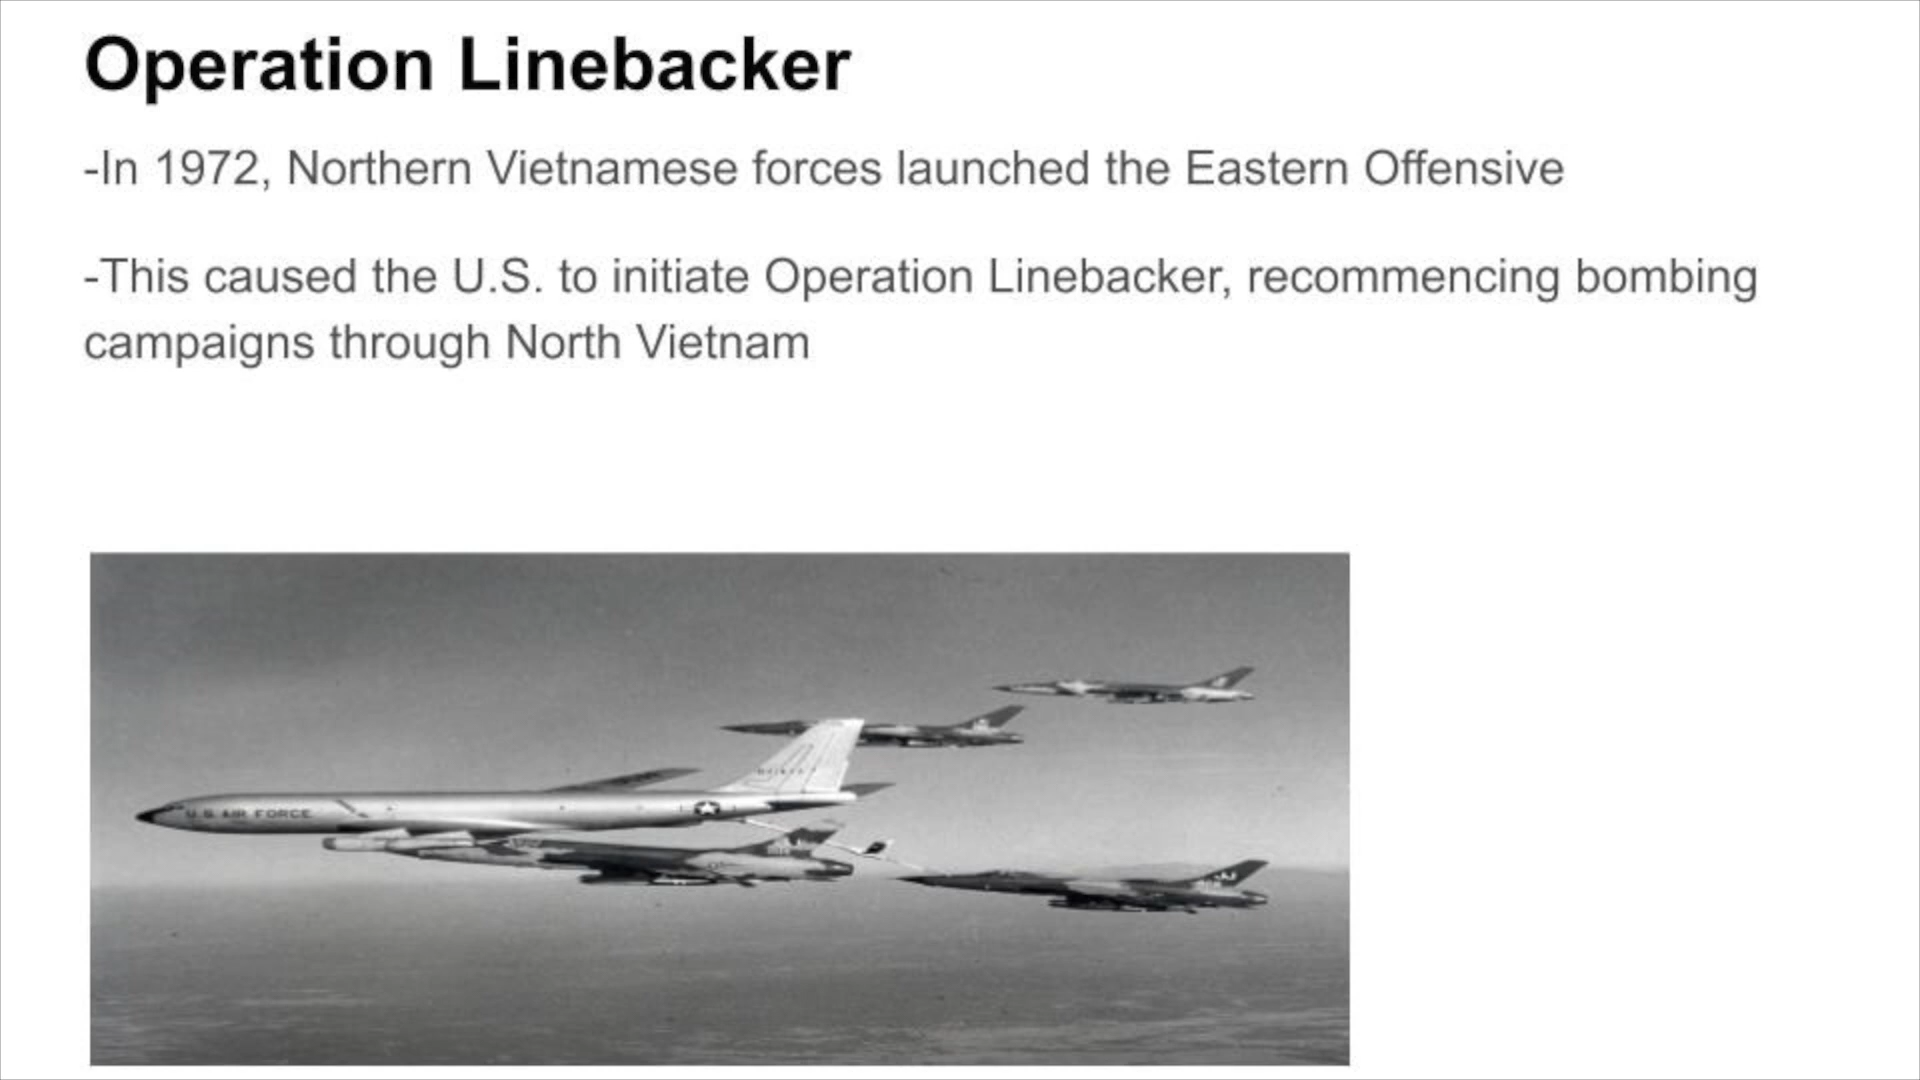 Operation Linebacker
-In 1972, Northern Vietnamese forces launched the Eastern Offensive
-This caused the U.S. to initiate Operation Linebacker, recommencing bombing
campaigns through North Vietnam
U.S. AIR FORCE